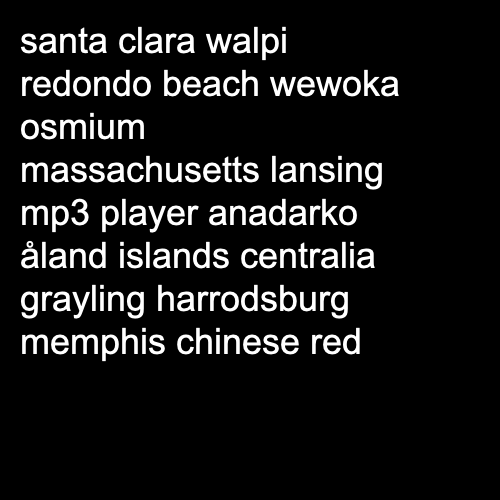 santa clara walpi
redondo beach wewoka
osmium
massachusetts lansing
mp3 player anadarko
åland islands centralia
grayling harrodsburg
memphis chinese red